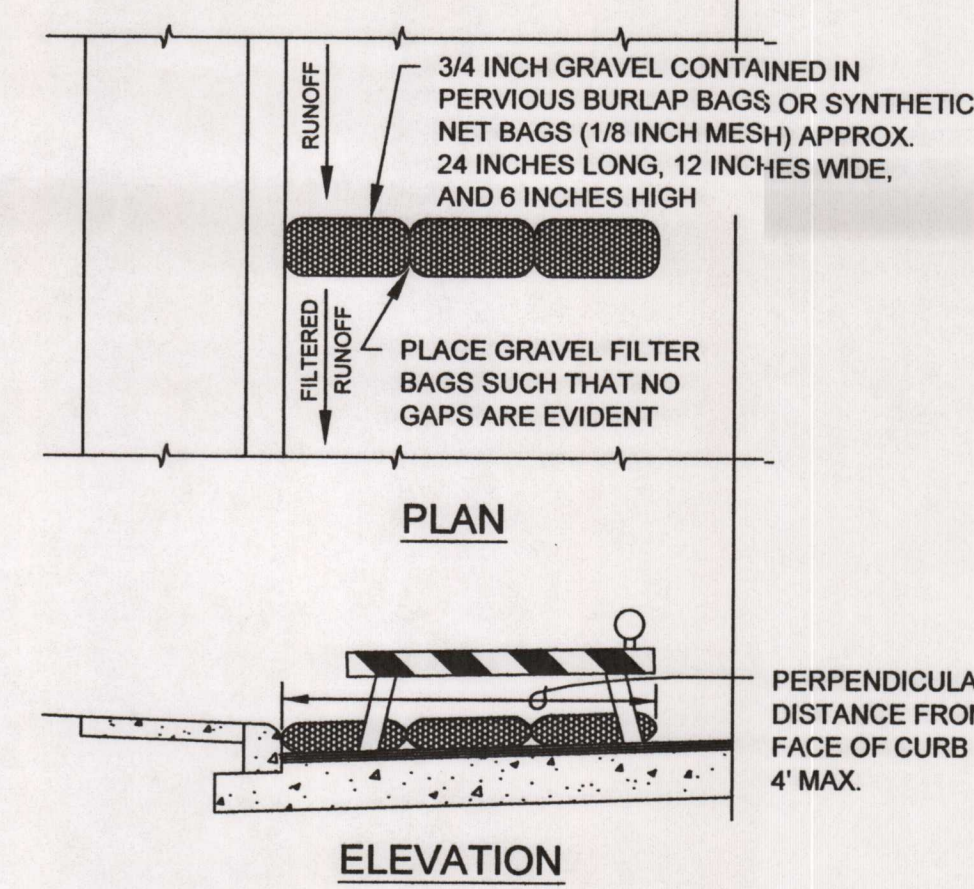 RUNOFF
3/4 INCH GRAVEL CONTAINED IN
PERVIOUS BURLAP BAGS OR SYNTHETIC
NET BAGS (1/8 INCH MESH) APPROX.
24 INCHES LONG, 12 INCHES WIDE,
AND 6 INCHES HIGH
FILTERED
RUNOFF
PLACE GRAVEL FILTER
BAGS SUCH THAT NO
GAPS ARE EVIDENT
PLAN
PERPENDICULA
DISTANCE FROM
FACE OF CURB
4' MAX.
ELEVATION